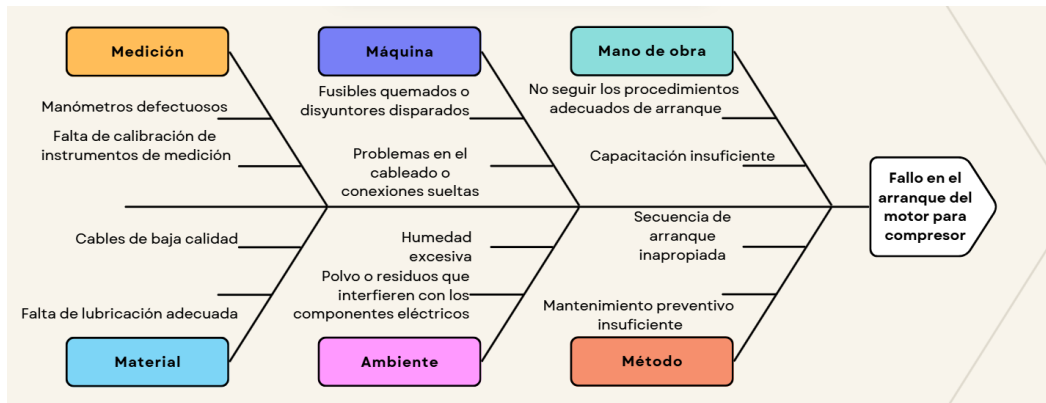 Medición
Máquina
Mano de obra
Manómetros defectuosos
Falta de calibración de
instrumentos de medición
Fusibles quemados o
disyuntores disparados
Problemas en el
cableado o
conexiones sueltas
No seguir los procedimientos
adecuados de arranque
Capacitación insuficiente
Fallo en el
arranque del
motor para
compresor
Cables de baja calidad
Falta de lubricación adecuada
Humedad
excesiva
Polvo o residuos que
interfieren con los
componentes eléctricos
Secuencia de
arranque
inapropiada
Mantenimiento preventivo
insuficiente
Material
Ambiente
Método